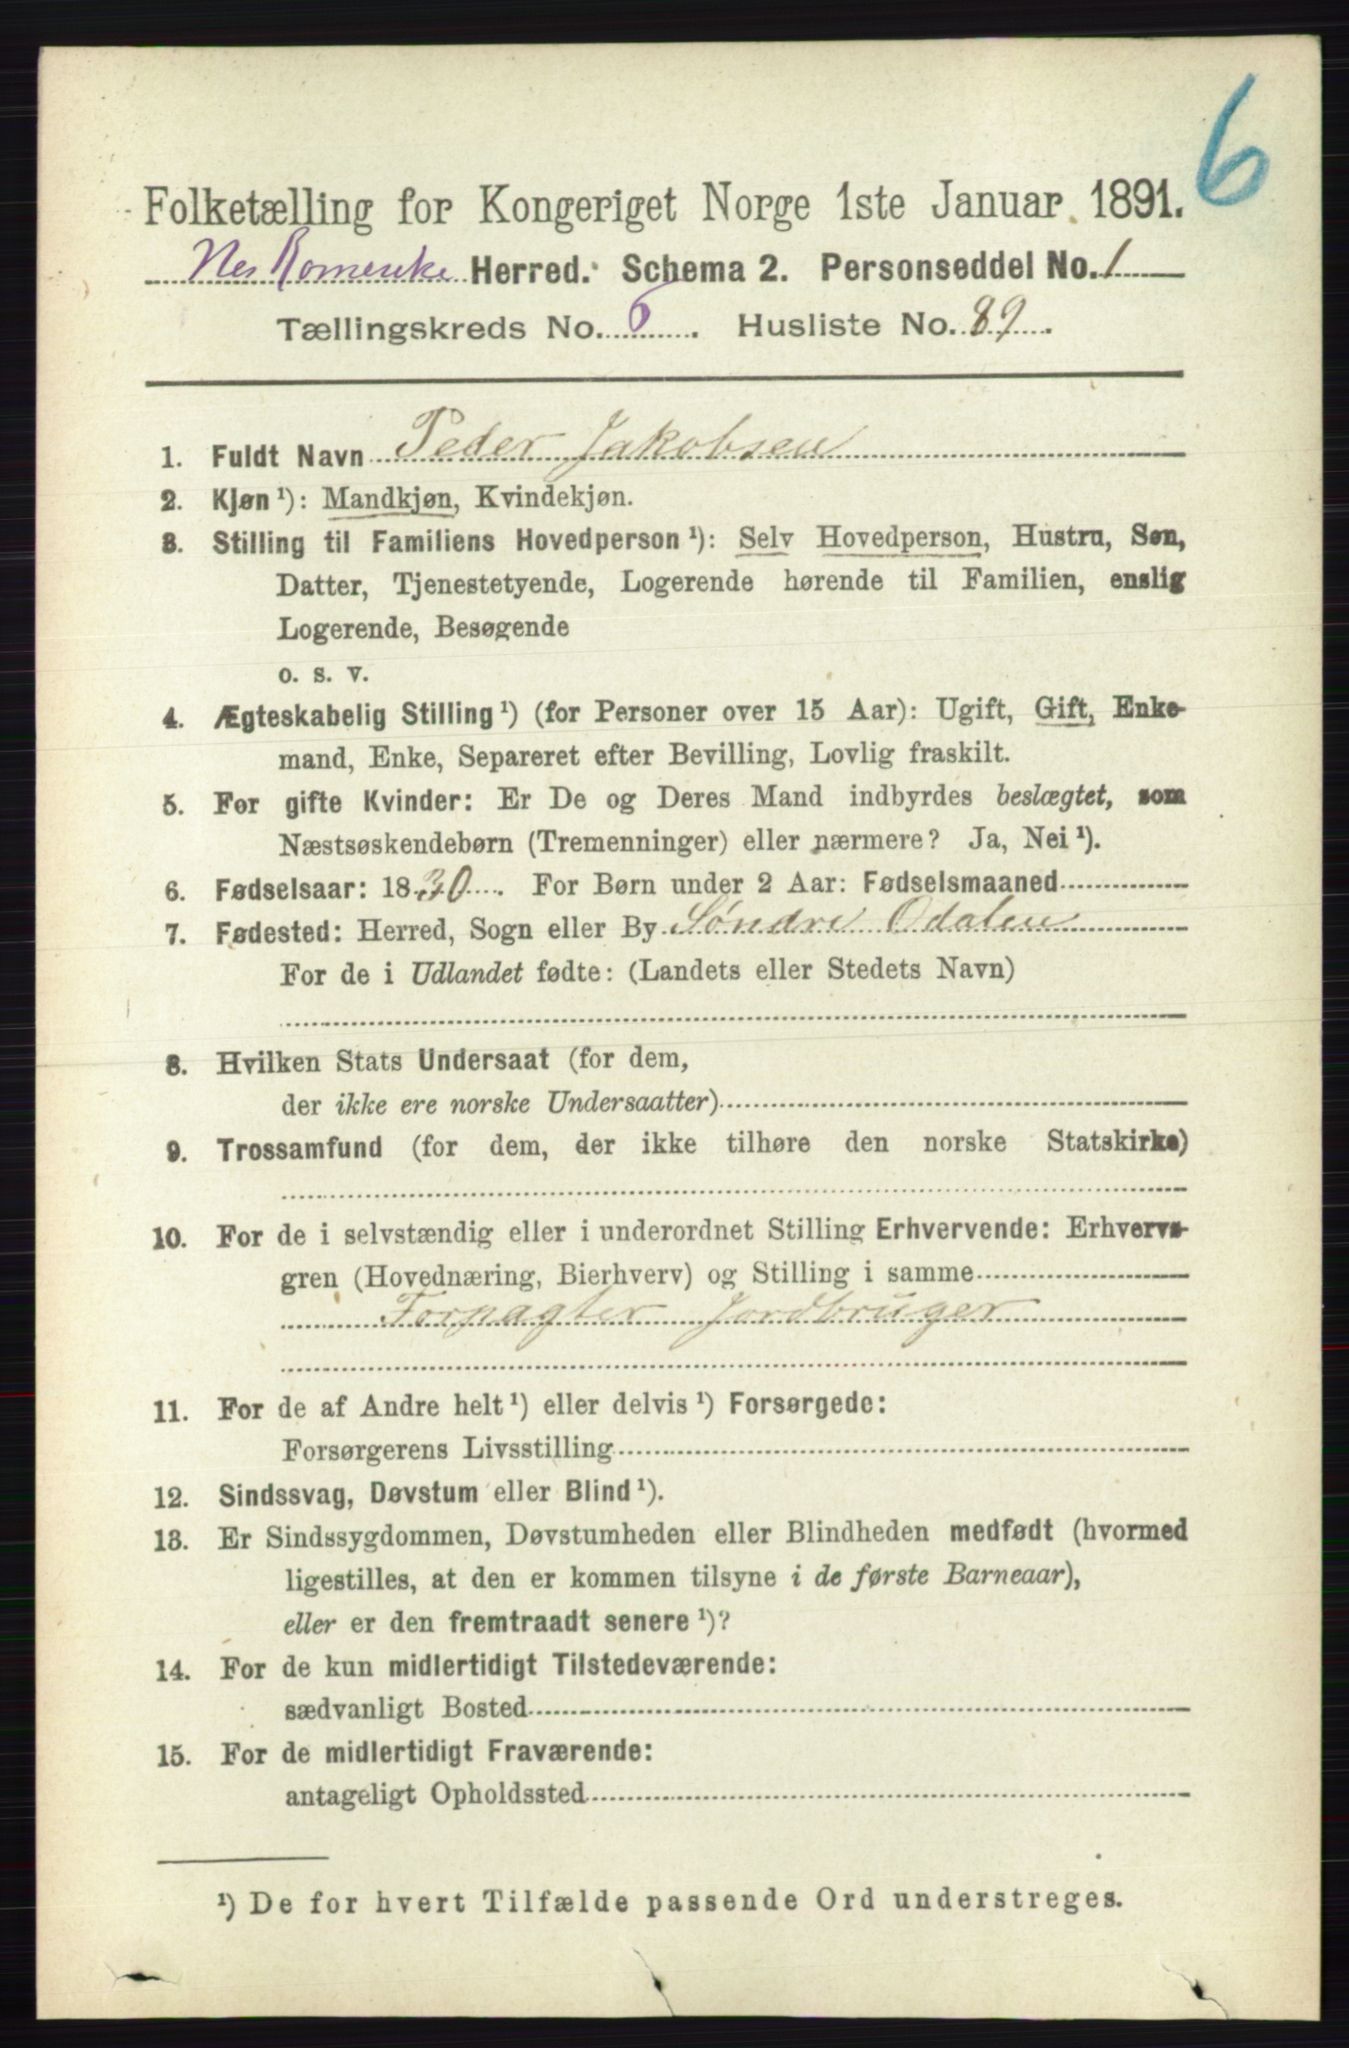 6
Folketælling for Kongeriget Norge 1ste Januar 1891.
Nes Romerike Herred. Schema 2. Personseddel No. 1
Tællingskreds No. 6. Husliste No. 89.
1. Fuldt Navn Peder Jakobsen
2. Kjøn ¹): Mandkjøn, Kvindekjøn.
3. Stilling til Familiens Hovedperson ¹): Selv Hovedperson, Hustru, Søn,
Datter, Tjenestetyende, Logerende hørende til Familien, enslig
Logerende, Besøgende
o. s. v.
4. Ægteskabelig Stilling ¹) (for Personer over 15 Aar): Ugift, Gift, Enke-
mand, Enke, Separeret efter Bevilling, Lovlig fraskilt.
5. For gifte Kvinder: Er De og Deres Mand indbyrdes beslægtet, som
Næstsøskendebørn (Tremenninger) eller nærmere? Ja, Nei ¹).
6. Fødselsaar: 1830. For Børn under 2 Aar: Fødselsmaaned
7. Fødested: Herred, Sogn eller By Søndre Odalen
For de i Udlandet fødte: (Landets eller Stedets Navn)
8. Hvilken Stats Undersaat (for dem,
der ikke ere norske Undersaatter)
9. Trossamfund (for dem, der ikke tilhøre den norske Statskirke)
10. For de i selvstændig eller i underordnet Stilling Erhvervende: Erhvervs-
gren (Hovednæring, Bierhverv) og Stilling i samme
Forpagter Jordbruger
11. For de af Andre helt ¹) eller delvis ¹) Forsørgede:
Forsørgerens Livsstilling
12. Sindssvag, Døvstum eller Blind ¹).
13. Er Sindssygdommen, Døvstumheden eller Blindheden medfødt (hvormed
ligestilles, at den er kommen tilsyne i de første Barneaar),
eller er den fremtraadt senere ¹)?
14. For de kun midlertidigt Tilstedeværende:
sædvanligt Bosted
15. For de midlertidigt Fraværende:
antageligt Opholdssted
¹) De for hvert Tilfælde passende Ord understreges.